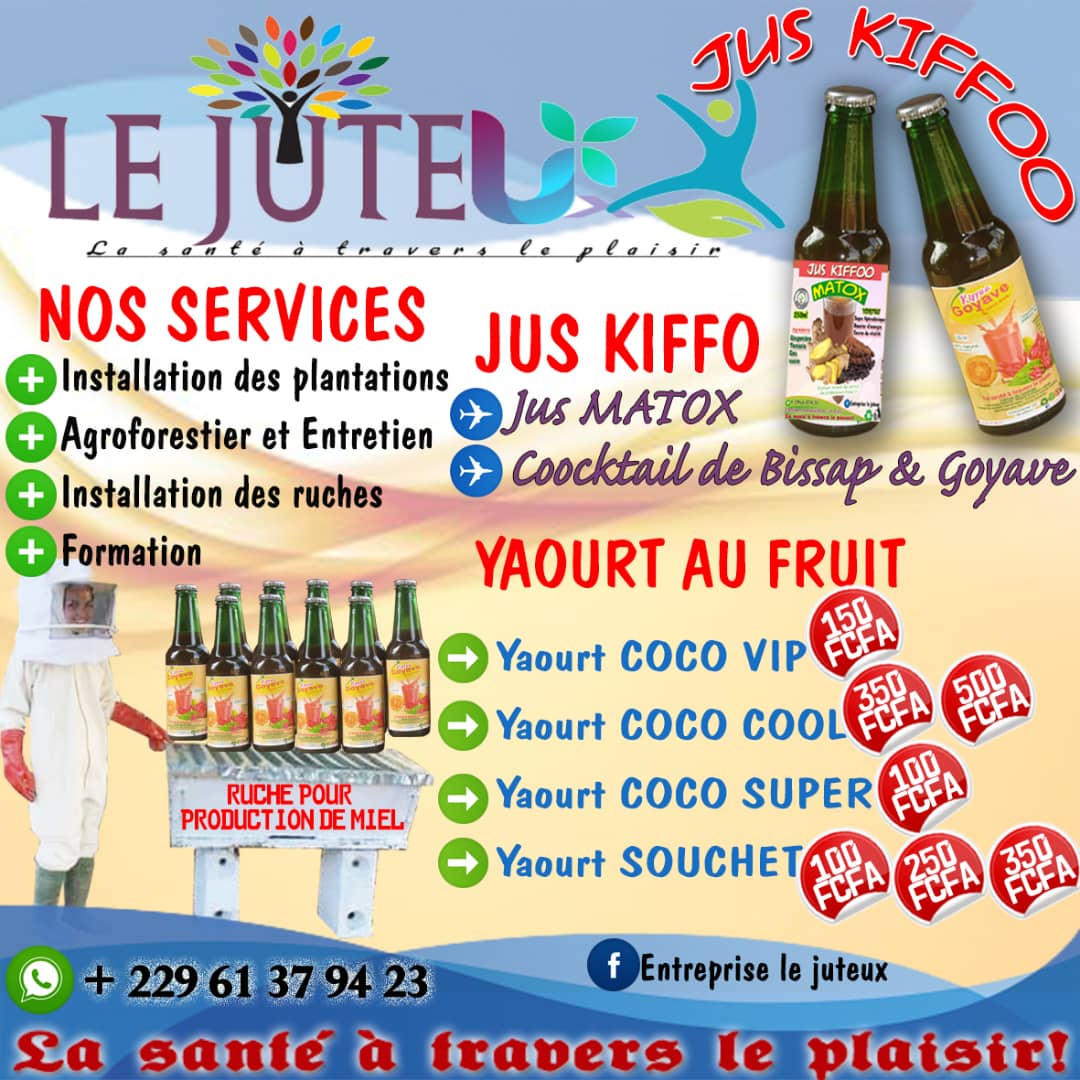 LE JUTEUX
La santé à travers le plaisir
JUS KIFFOO
JUS KIFFOO
MATOX
250ml
Goyave
NOS SERVICES
Installation des plantations
Agroforestier et Entretien
Installation des ruches
Formation
JUS KIFFO
Jus MATOX
Coocktail de Bissap & Goyave
YAOURT AU FRUIT
Yaourt COCO VIP 150 FCFA
Yaourt COCO COOL 350 FCFA 500 FCFA
Yaourt COCO SUPER 100 FCFA
Yaourt SOUCHET 100 FCFA 250 FCFA 350 FCFA
RUCHE POUR
PRODUCTION DE MIEL
+ 229 61 37 94 23
f Entreprise le juteux
La santé à travers le plaisir!